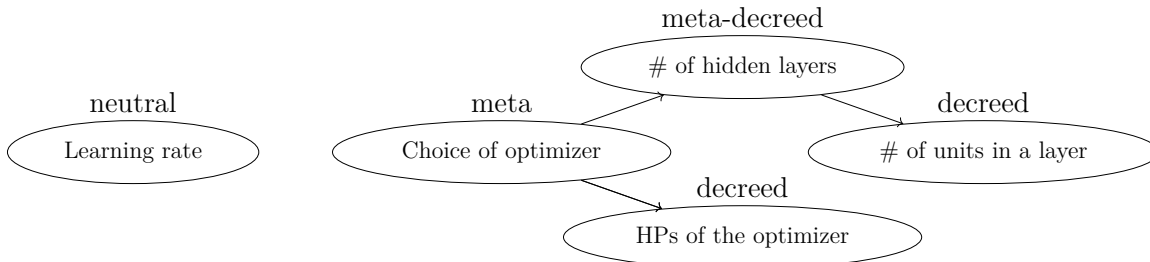 meta-decreed
# of hidden layers
neutral
meta
decreed
Learning rate
Choice of optimizer
# of units in a layer
decreed
HPs of the optimizer